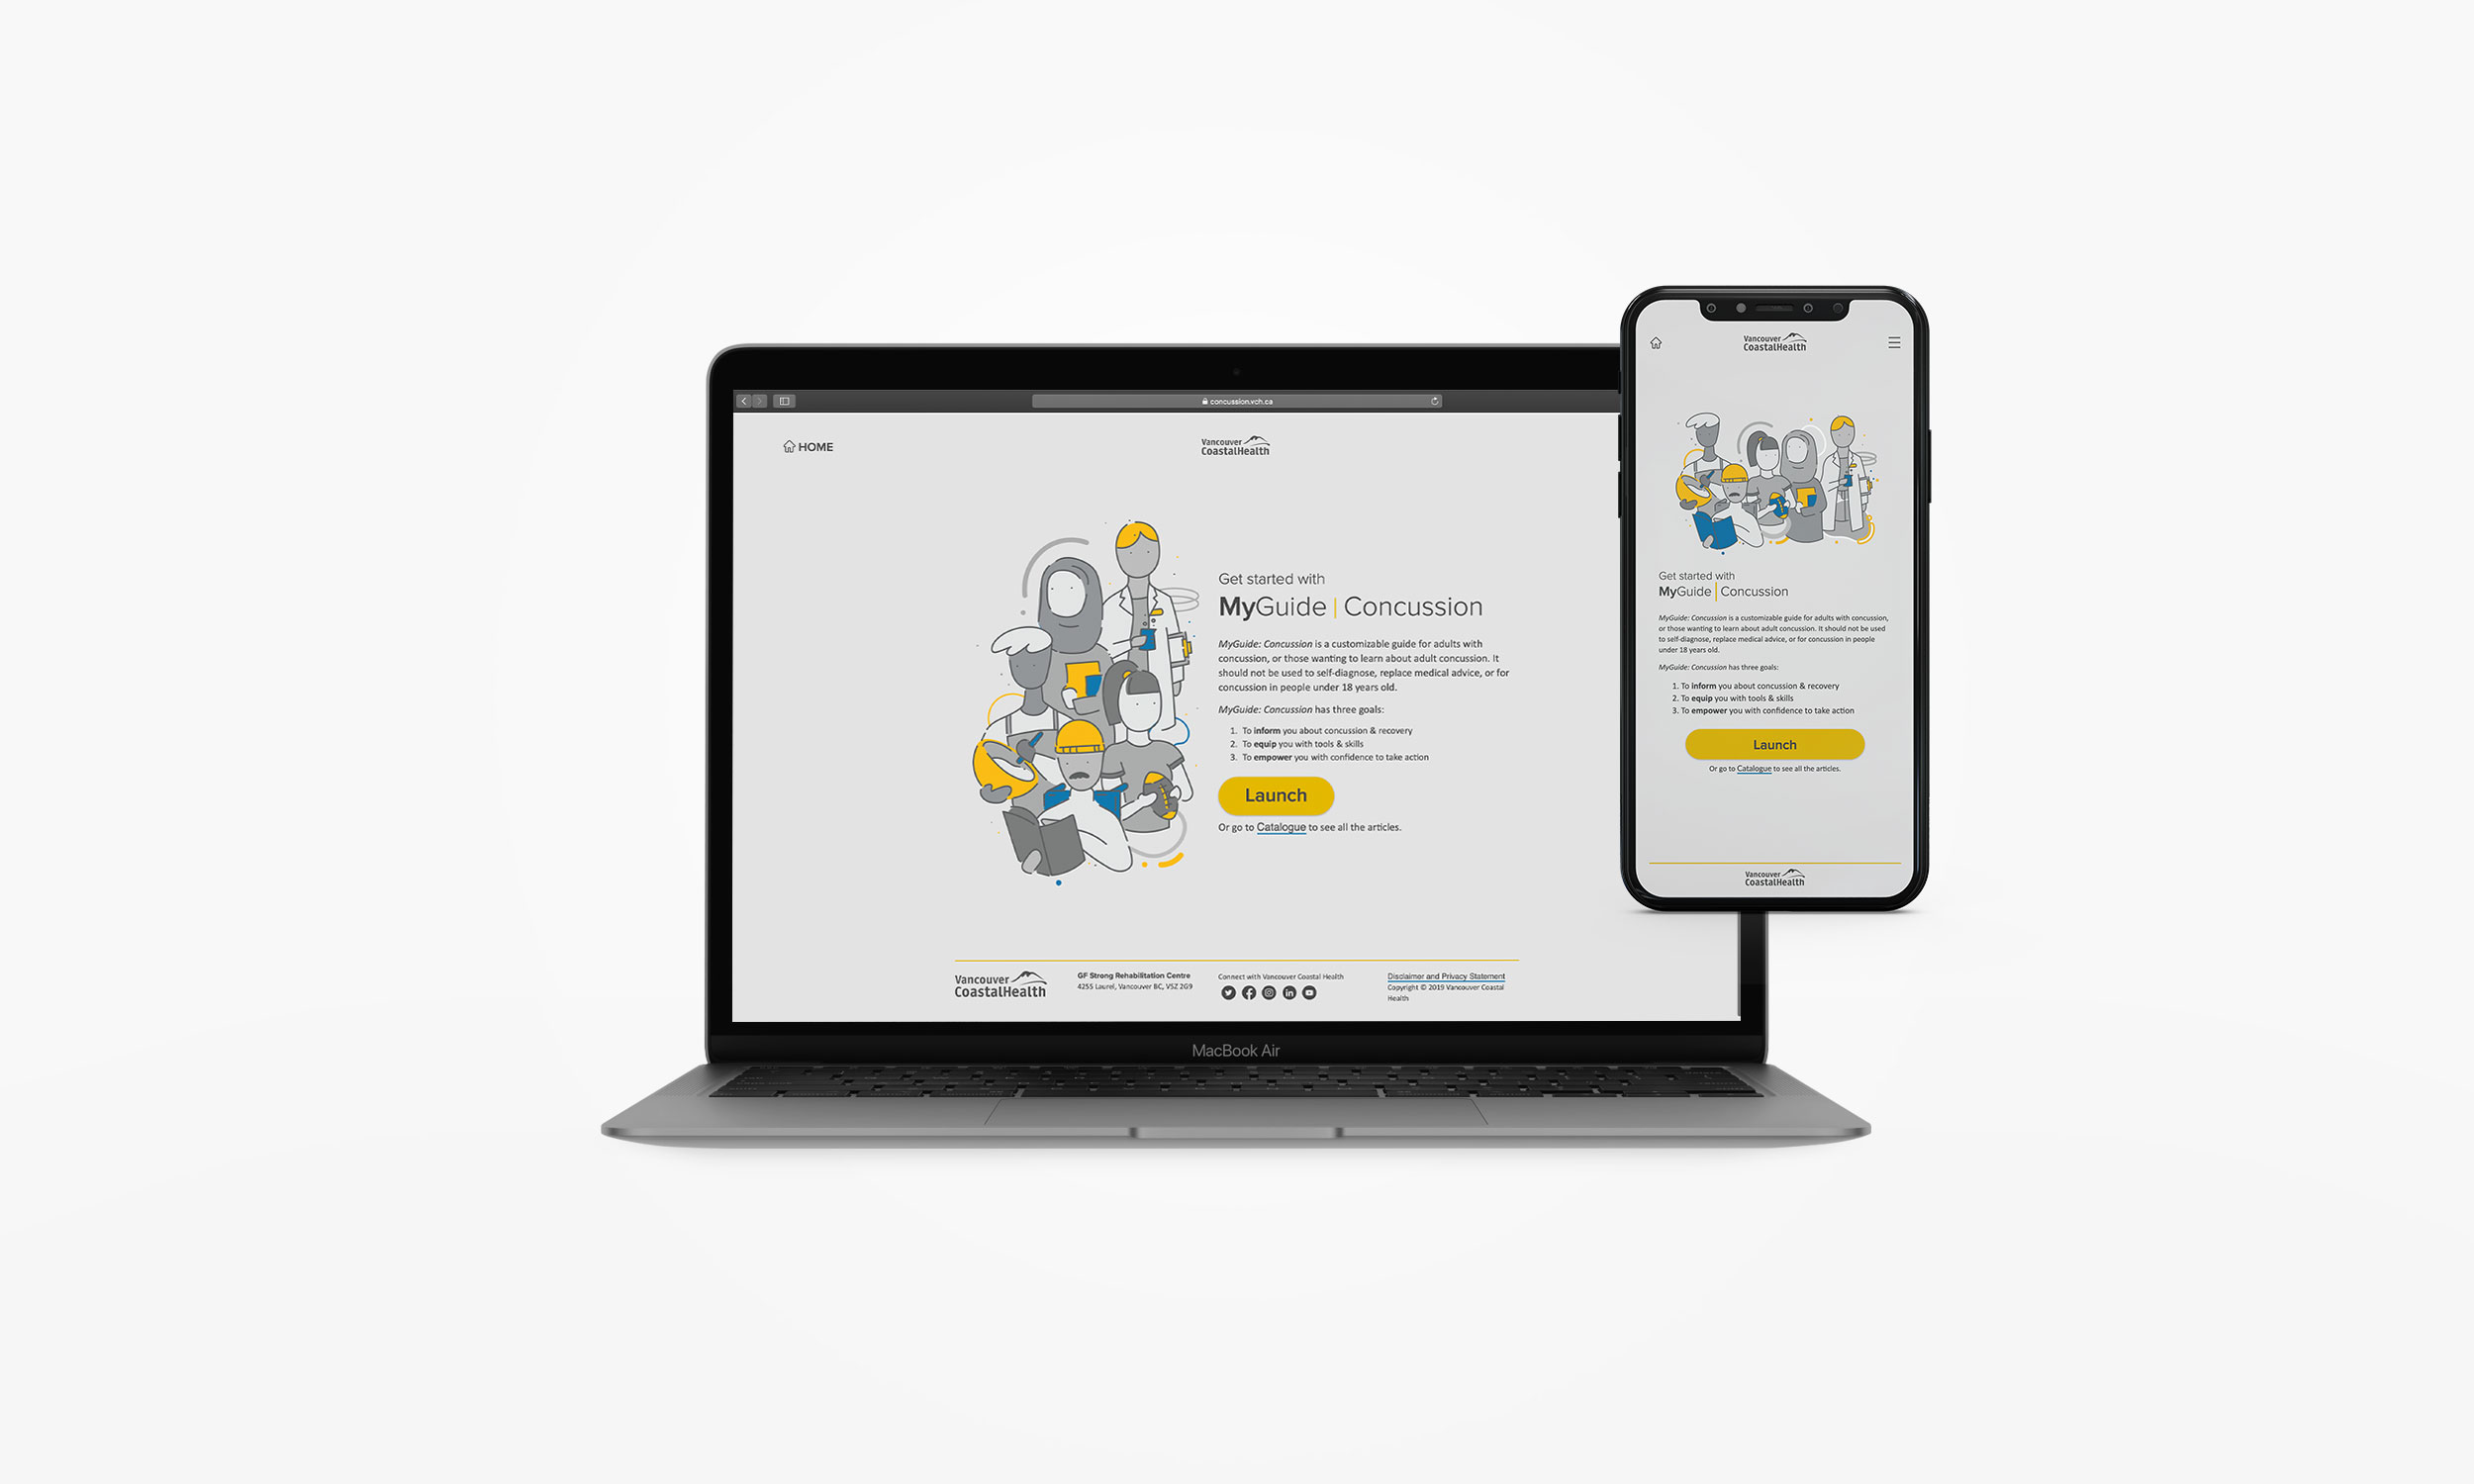 concussion.vch.ca
HOME
Vancouver
CoastalHealth
Get started with
MyGuide | Concussion
MyGuide: Concussion is a customizable guide for adults with
concussion, or those wanting to learn about adult concussion. It
should not be used to self-diagnose, replace medical advice, or for
concussion in people under 18 years old.
MyGuide: Concussion has three goals:
1. To inform you about concussion & recovery
2. To equip you with tools & skills
3. To empower you with confidence to take action
Launch
Or go to Catalogue to see all the articles.
Vancouver
CoastalHealth
GF Strong Rehabilitation Centre
4255 Laurel, Vancouver BC, V5Z 2G9
Connect with Vancouver Coastal Health
Disclaimer and Privacy Statement
Copyright © 2019 Vancouver Coastal
Health
MacBook Air
Vancouver
CoastalHealth
Get started with
MyGuide | Concussion
MyGuide: Concussion is a customizable guide for adults with concussion,
or those wanting to learn about adult concussion. It should not be used
to self-diagnose, replace medical advice, or for concussion in people
under 18 years old.
MyGuide: Concussion has three goals:
1. To inform you about concussion & recovery
2. To equip you with tools & skills
3. To empower you with confidence to take action
Launch
Or go to Catalogue to see all the articles.
Vancouver
CoastalHealth